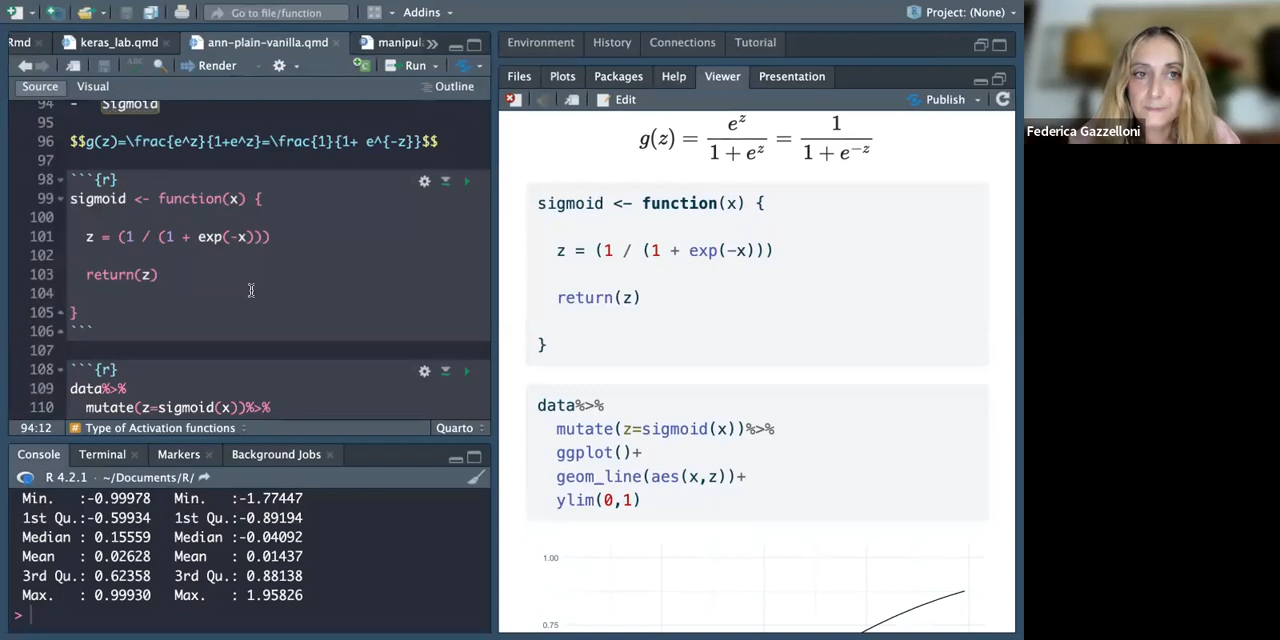 Go to file/function
Addins
Project: (None)
Rmd
keras_lab.qmd
ann-plain-vanilla.qmd
manipul
Render
Run
Source Visual
Outline
94 - Sigmoid
95
96 $$g(z)=\frac{e^z}{1+e^z}=\frac{1}{1+ e^{-z}}$$
97
98 ```{r}
99 sigmoid <- function(x) {
100
101 z = (1 / (1 + exp(-x)))
102
103 return(z)
104
105 }
106 ```
107
108 ```{r}
109 data%>%
110 mutate(z=sigmoid(x))%>%
94:12 # Type of Activation functions
Quarto
Console Terminal Markers Background Jobs
R 4.2.1 · ~/Documents/R/
Min. :-0.99978 Min. :-1.77447
1st Qu.:-0.59934 1st Qu.:-0.89194
Median : 0.15559 Median :-0.04092
Mean : 0.02628 Mean : 0.01437
3rd Qu.: 0.62358 3rd Qu.: 0.88138
Max. : 0.99930 Max. : 1.95826
>
Environment History Connections Tutorial
Files Plots Packages Help Viewer Presentation
Edit
Publish
g(z) = e^z / (1 + e^z) = 1 / (1 + e^{−z})
sigmoid <- function(x) {
z = (1 / (1 + exp(-x)))
return(z)
}
data%>%
mutate(z=sigmoid(x))%>%
ggplot()+
geom_line(aes(x,z))+
ylim(0,1)
1.00
0.75
Federica Gazzelloni